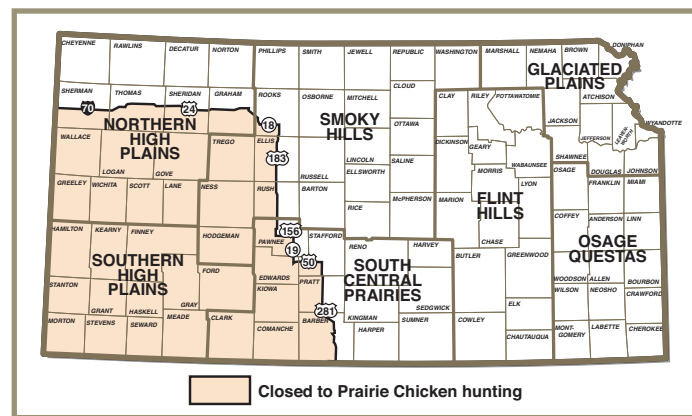 CHEYENNE RAWLINS DECATUR NORTON PHILLIPS SMITH JEWELL REPUBLIC WASHINGTON MARSHALL NEMAHA BROWN DONIPHAN
GLACIATED
PLAINS
SHERMAN THOMAS SHERIDAN GRAHAM ROOKS OSBORNE MITCHELL CLOUD CLAY RILEY POTTAWATOMIE JACKSON ATCHISON
70 24 18
JEFFERSON LEAVEN-
WORTH WYANDOTTE
NORTHERN
HIGH
PLAINS
SMOKY
HILLS
WALLACE LOGAN GOVE TREGO ELLIS RUSSELL LINCOLN OTTAWA DICKINSON GEARY WABAUNSEE SHAWNEE DOUGLAS JOHNSON
183
SALINE ELLSWORTH MORRIS LYON OSAGE FRANKLIN MIAMI
GREELEY WICHITA SCOTT LANE NESS RUSH BARTON RICE McPHERSON MARION CHASE COFFEY ANDERSON LINN
FLINT
HILLS
156
19
50
HAMILTON KEARNY FINNEY HODGEMAN PAWNEE STAFFORD RENO HARVEY BUTLER GREENWOOD WOODSON ALLEN BOURBON
OSAGE
QUESTAS
SOUTHERN
HIGH
PLAINS
SOUTH
CENTRAL
PRAIRIES
STANTON GRANT HASKELL GRAY FORD EDWARDS KIOWA PRATT KINGMAN SEDGWICK ELK WILSON NEOSHO CRAWFORD
281
MORTON STEVENS SEWARD MEADE CLARK COMANCHE BARBER HARPER SUMNER COWLEY CHAUTAUQUA MONT-
GOMERY LABETTE CHEROKEE
Closed to Prairie Chicken hunting